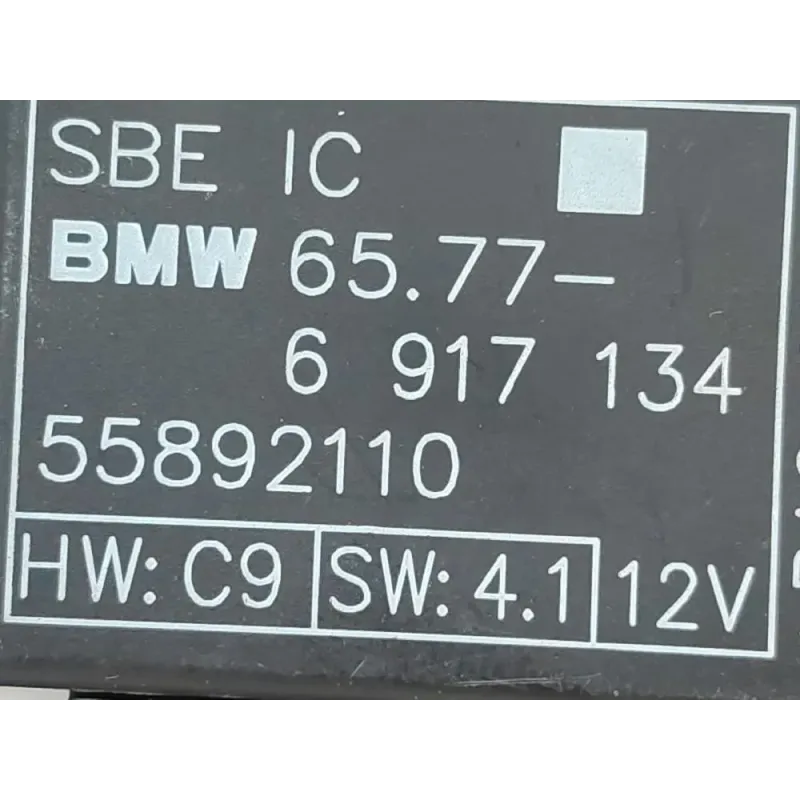 SBE IC
BMW 65.77-
6 917 134
55892110
HW: C9 SW: 4.1 12V